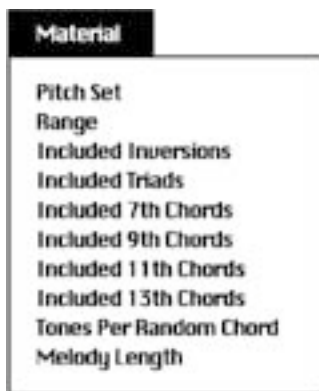 Material
Pitch Set
Range
Included Inversions
Included Triads
Included 7th Chords
Included 9th Chords
Included 11th Chords
Included 13th Chords
Tones Per Random Chord
Melody Length